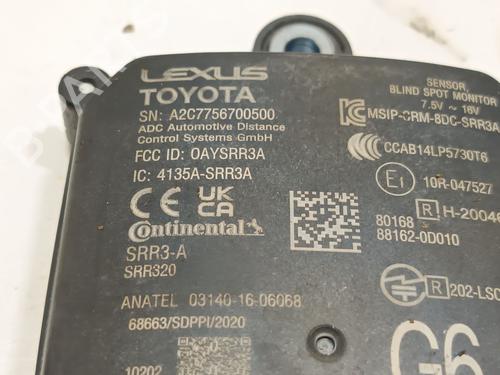 LEXUS
TOYOTA
SN: A2C7756700500
ADC Automotive Distance
Control Systems GmbH
FCC ID: OAYSRR3A
IC: 4135A-SRR3A
CE UK CA
Continental
SRR3-A
SRR320
ANATEL 03140-16-06068
68663/SDPPI/2020
10202
SENSOR,
BLIND SPOT MONITOR
7.5V ~ 16V
MSIP-CRM-8DC-SRR3A
CCC
CCAB14LP5730T6
E1 10R-047527
R H-20046
80168
88162-0D010
R 202-LSC
G6